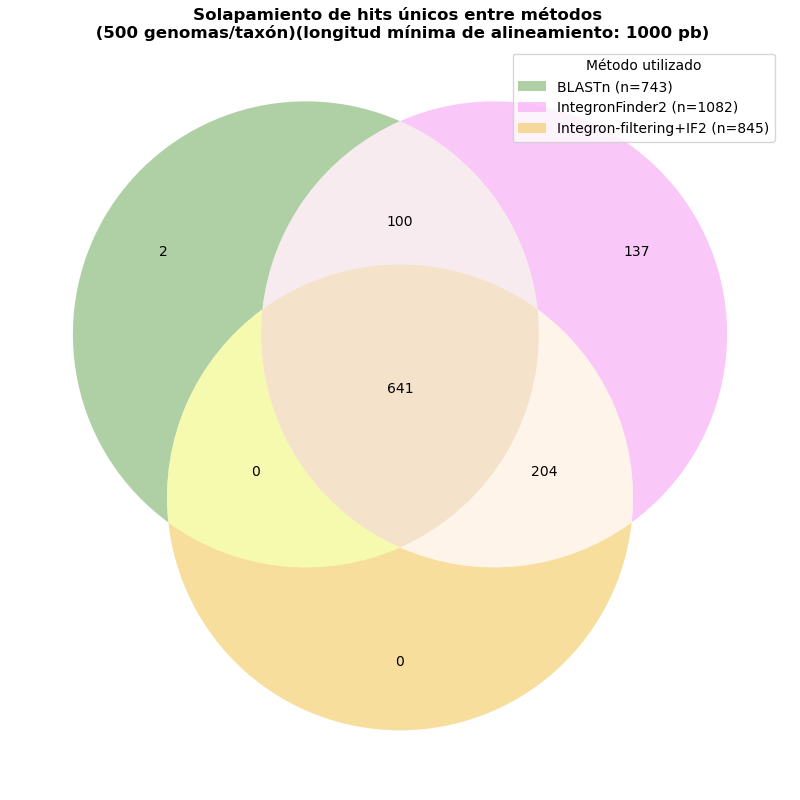 Solapamiento de hits únicos entre métodos
(500 genomas/taxón)(longitud mínima de alineamiento: 1000 pb)
Método utilizado
BLASTn (n=743)
IntegronFinder2 (n=1082)
Integron-filtering+IF2 (n=845)
100
2
137
641
0
204
0